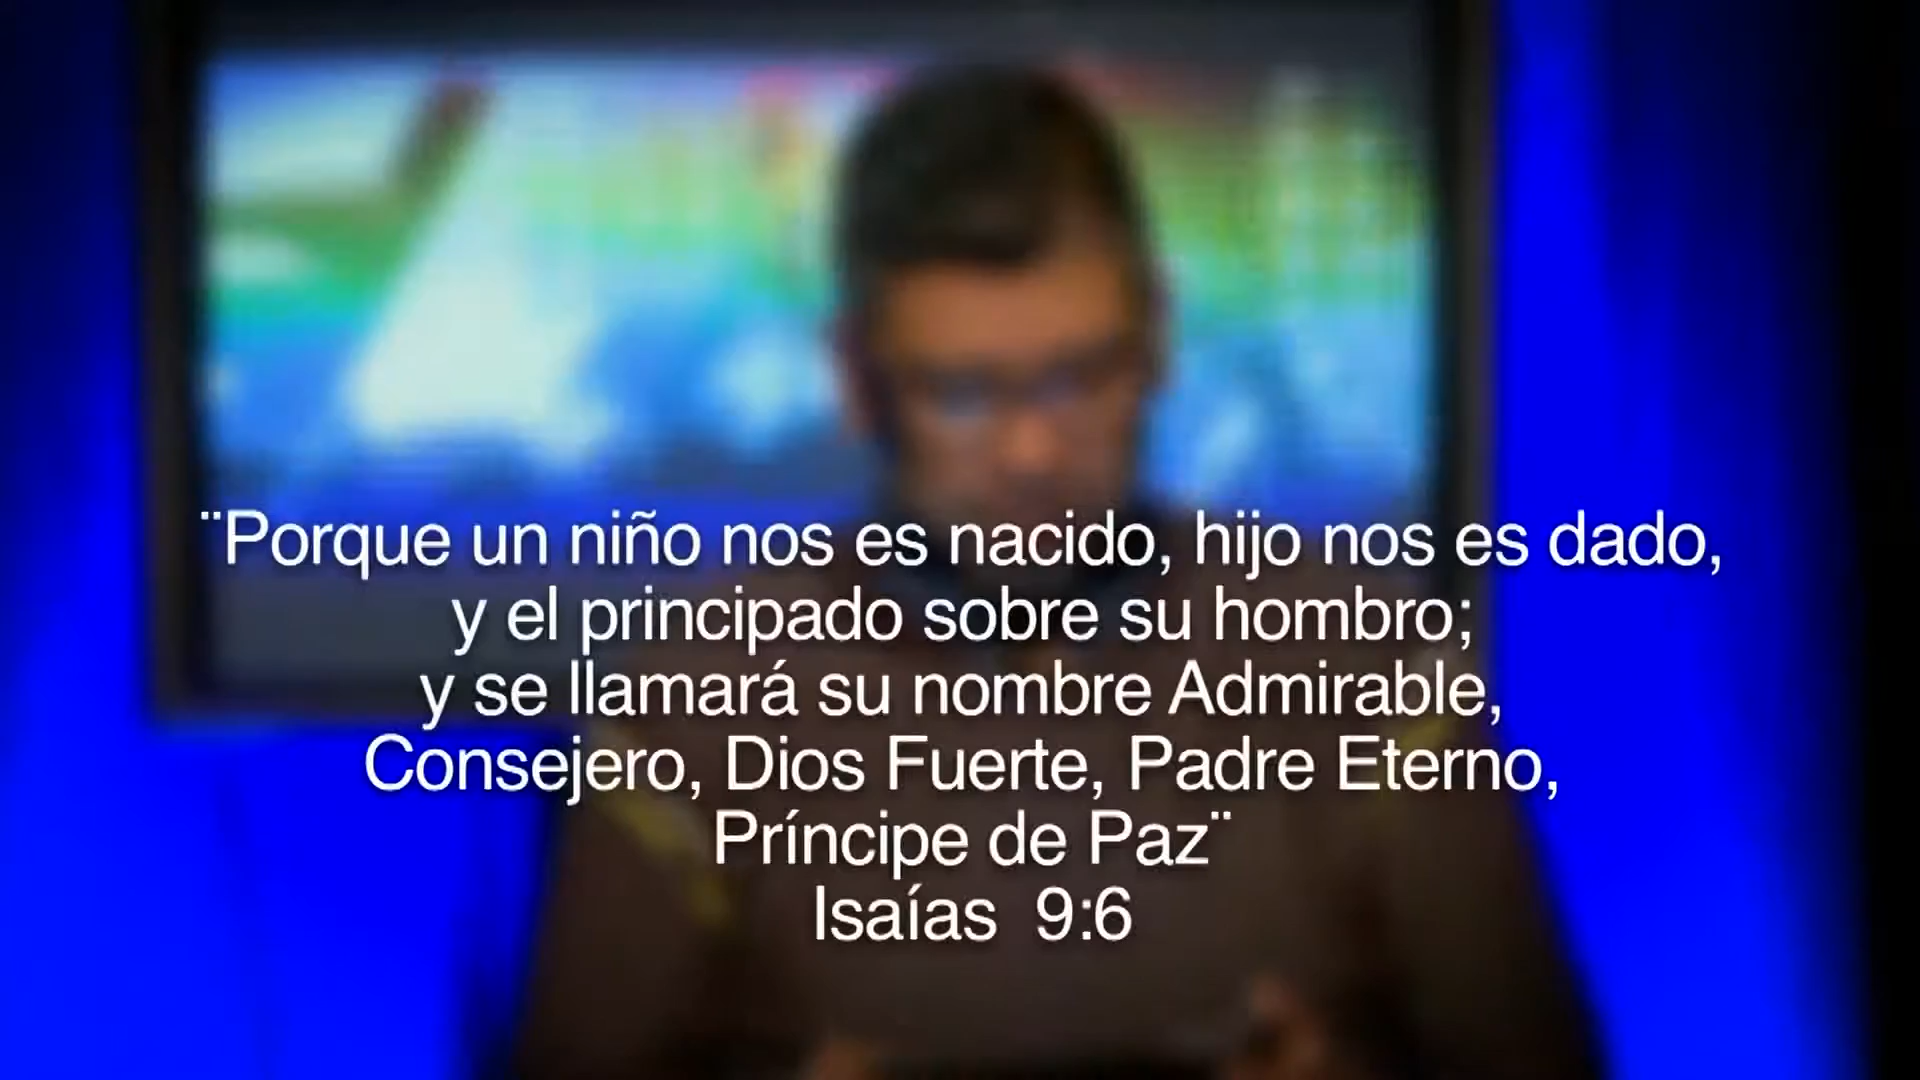 ¨Porque un niño nos es nacido, hijo nos es dado,
y el principado sobre su hombro;
y se llamará su nombre Admirable,
Consejero, Dios Fuerte, Padre Eterno,
Príncipe de Paz¨
Isaías  9:6